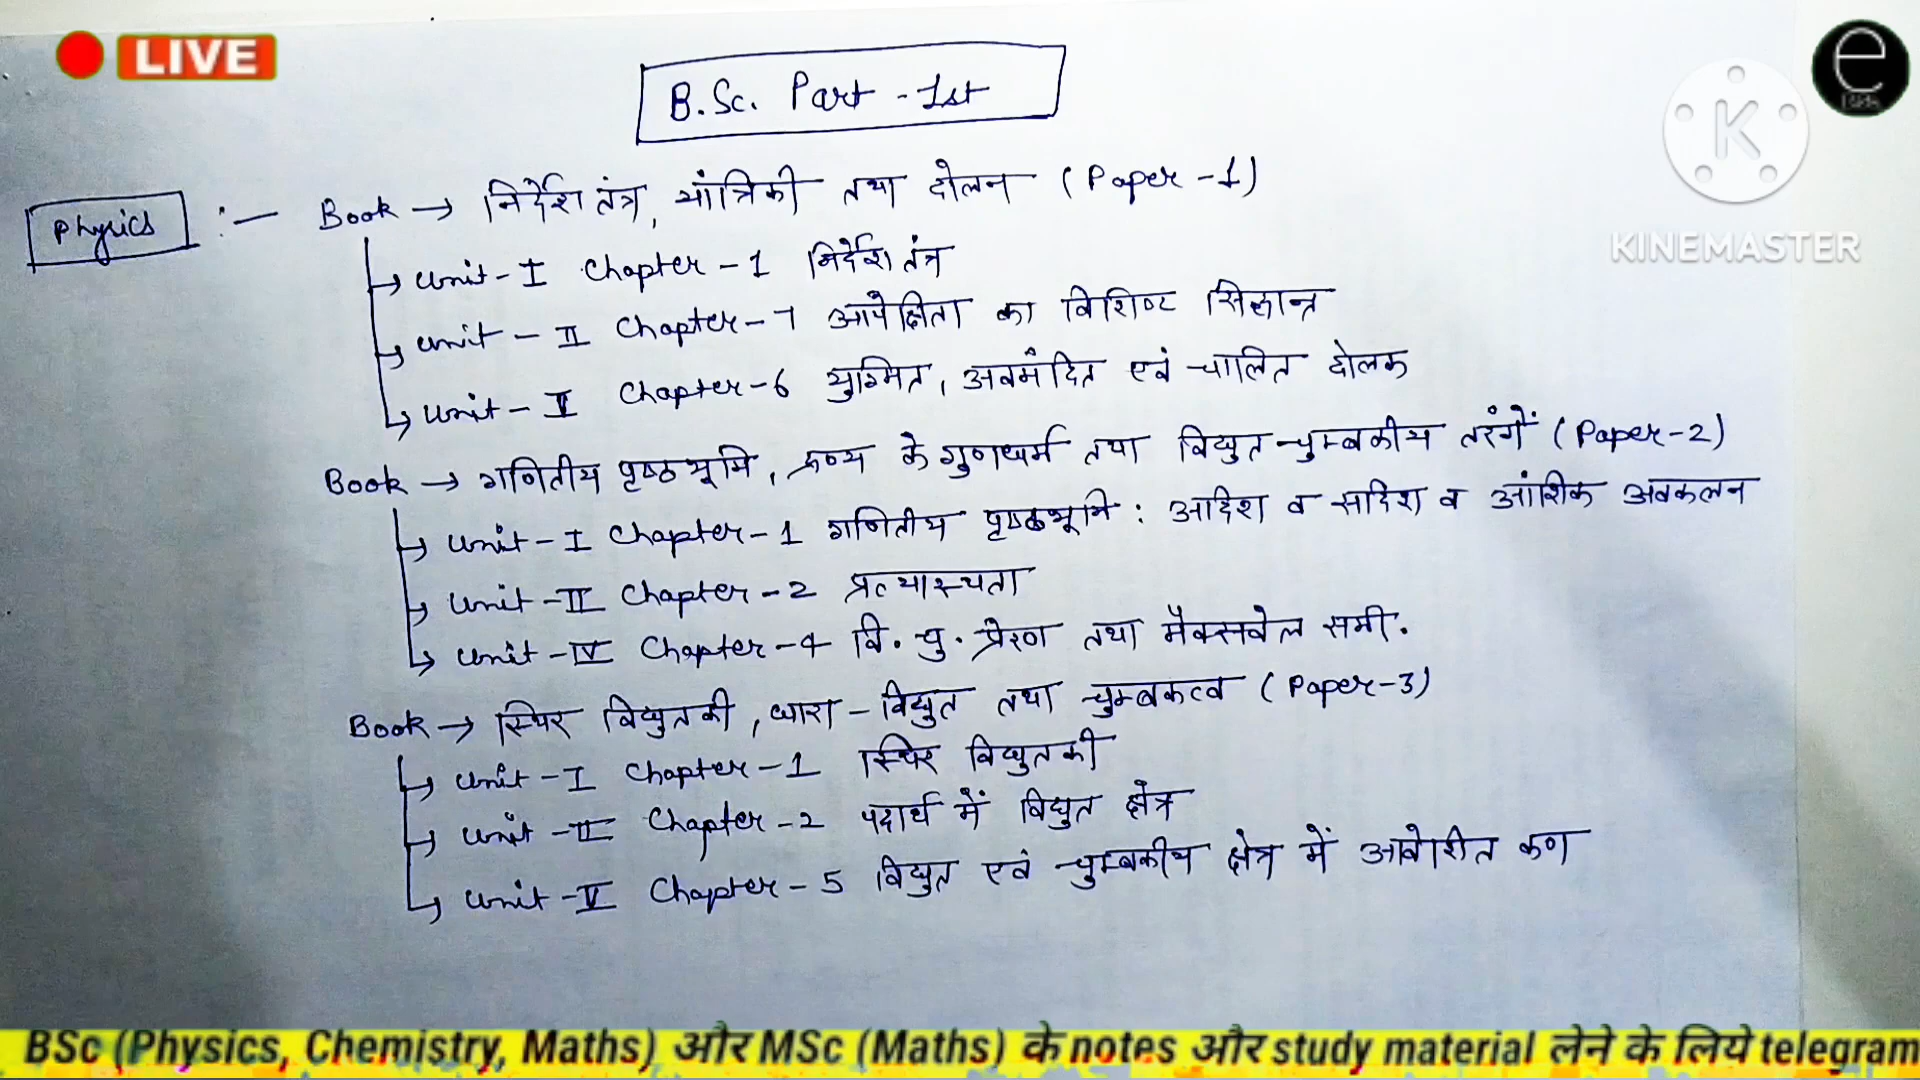 LIVE
B.Sc. Part - 1st
e
K
KINEMASTER
Physics :— Book → निर्देश तंत्र, यांत्रिकी तथा दोलन (Paper-1)
→ Unit-I Chapter-1 निर्देश तंत्र
→ Unit-II Chapter-7 आपेक्षिता का विशिष्ट सिद्धान्त
→ Unit-V Chapter-6 युग्मित, अवमंदित एवं चालित दोलक
Book → गणितीय पृष्ठभूमि, द्रव्य के गुणधर्म तथा विद्युत चुम्बकीय तरंगें (Paper-2)
→ Unit-I Chapter-1 गणितीय पृष्ठभूमि: आदिश व सदिश व आंशिक अवकलन
→ Unit-II Chapter-2 प्रत्यास्थता
→ Unit-IV Chapter-4 वि. चु. प्रेरण तथा मैक्सवेल समी.
Book → स्थिर विद्युतकी, धारा-विद्युत तथा चुम्बकत्व (Paper-3)
→ Unit-I Chapter-1 स्थिर विद्युतकी
→ Unit-II Chapter-2 पदार्थ में विद्युत क्षेत्र
→ Unit-V Chapter-5 विद्युत एवं चुम्बकीय क्षेत्र में आवेशित कण
BSc (Physics, Chemistry, Maths) और MSc (Maths) के notes और study material लेने के लिये telegram